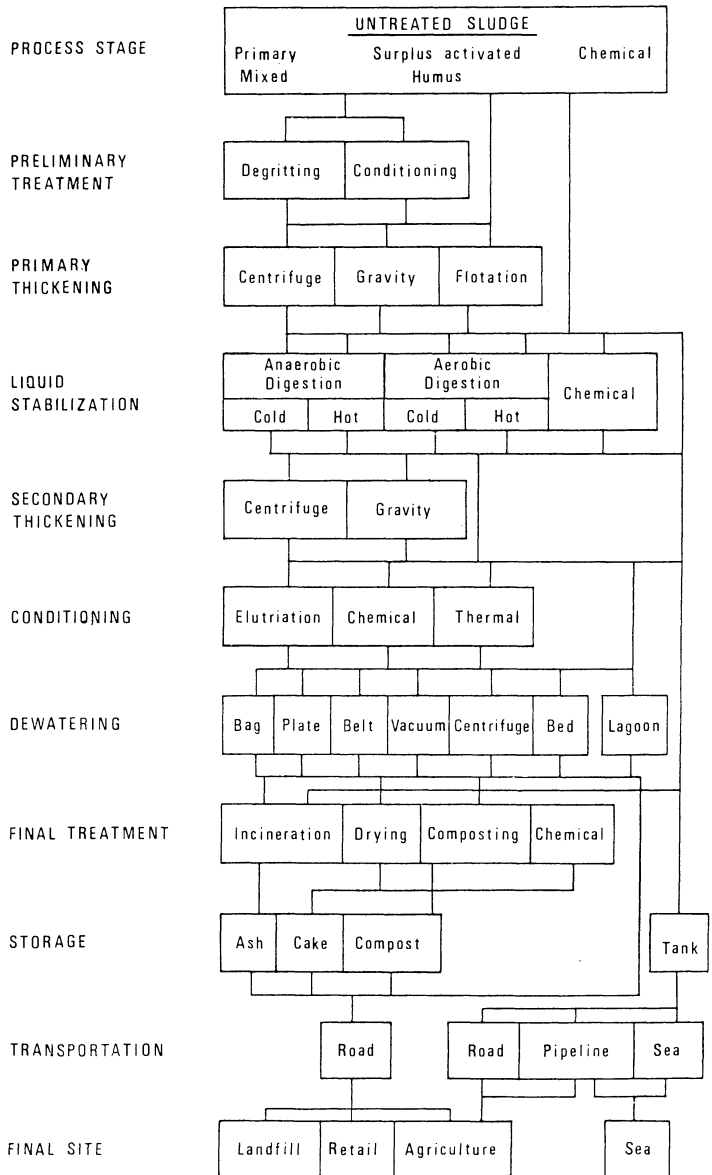 UNTREATED SLUDGE
PROCESS STAGE
Primary Surplus activated Chemical
Mixed Humus
PRELIMINARY
TREATMENT
Degritting Conditioning
PRIMARY
THICKENING
Centrifuge Gravity Flotation
LIQUID
STABILIZATION
Anaerobic
Digestion
Aerobic
Digestion
Chemical
Cold Hot Cold Hot
SECONDARY
THICKENING
Centrifuge Gravity
CONDITIONING
Elutriation Chemical Thermal
DEWATERING
Bag Plate Belt Vacuum Centrifuge Bed Lagoon
FINAL TREATMENT
Incineration Drying Composting Chemical
STORAGE
Ash Cake Compost Tank
TRANSPORTATION
Road Road Pipeline Sea
FINAL SITE
Landfill Retail Agriculture Sea